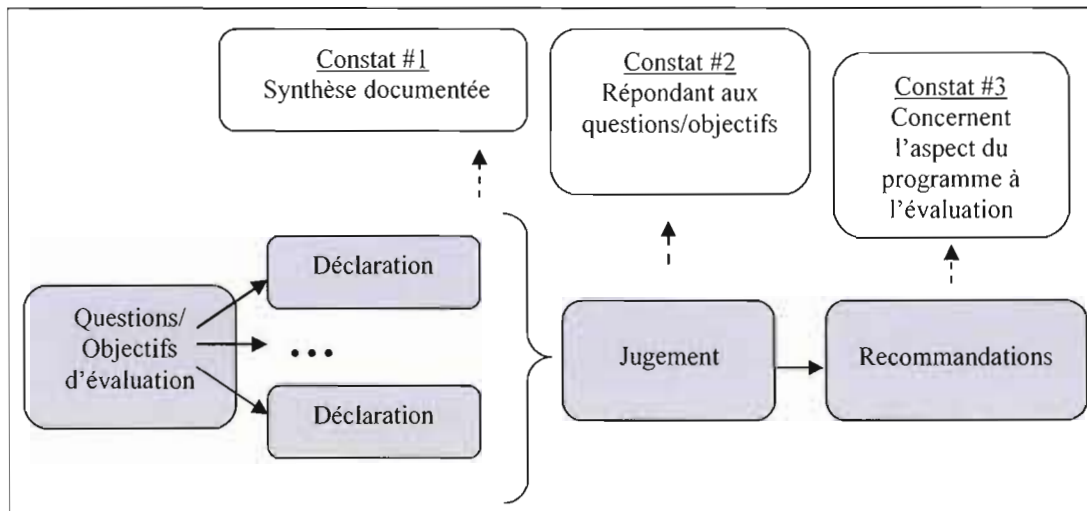 Constat #1
Synthèse documentée
Constat #2
Répondant aux
questions/objectifs
Constat #3
Concernent
l'aspect du
programme à
l'évaluation
Questions/
Objectifs
d'évaluation
Déclaration
...
Déclaration
Jugement
Recommandations